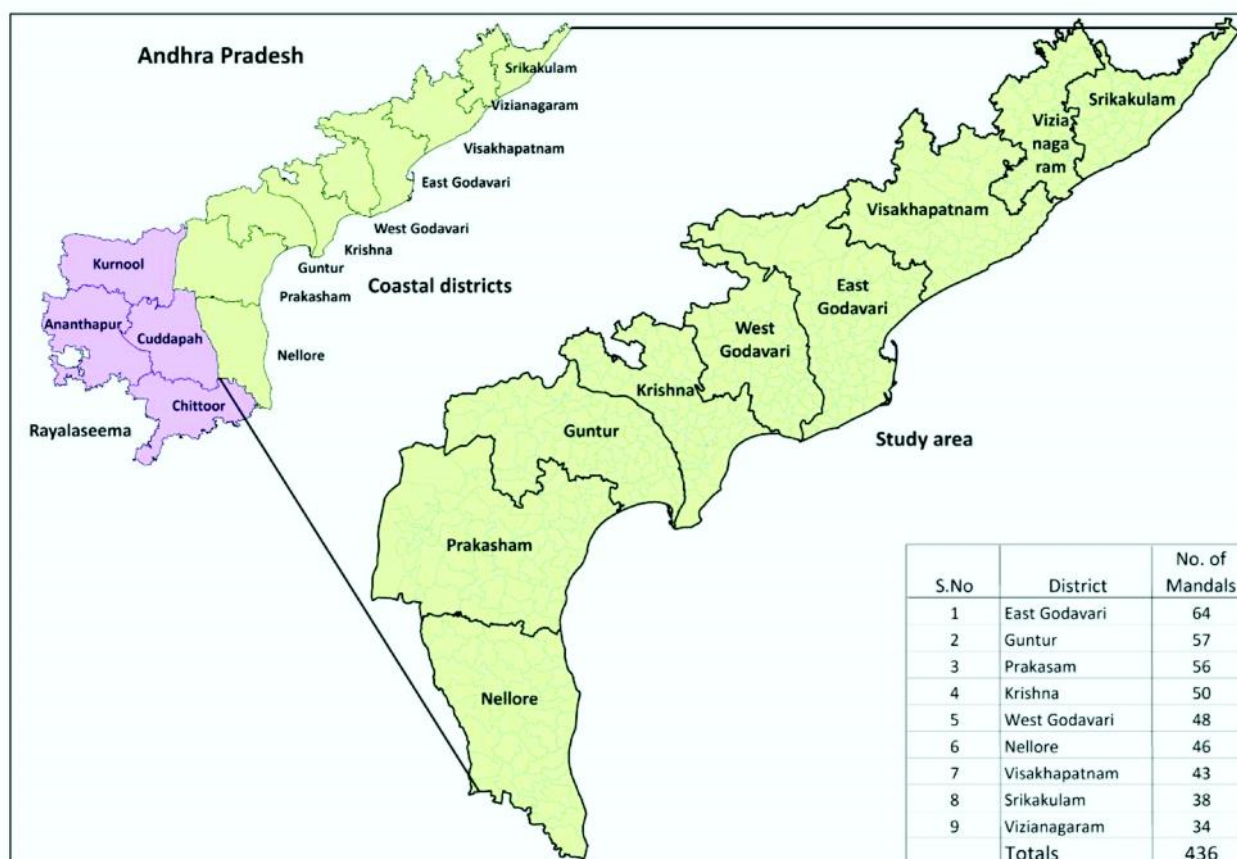 Andhra Pradesh
Srikakulam
Vizianagaram
Visakhapatnam
East Godavari
West Godavari
Krishna
Guntur
Prakasham
Nellore
Coastal districts
Kurnool
Ananthapur
Cuddapah
Chittoor
Rayalaseema
Srikakulam
Vizia
naga
ram
Visakhapatnam
East
Godavari
West
Godavari
Krishna
Guntur
Prakasham
Nellore
Study area
S.No District No. of
Mandals
1 East Godavari 64
2 Guntur 57
3 Prakasam 56
4 Krishna 50
5 West Godavari 48
6 Nellore 46
7 Visakhapatnam 43
8 Srikakulam 38
9 Vizianagaram 34
Totals 436